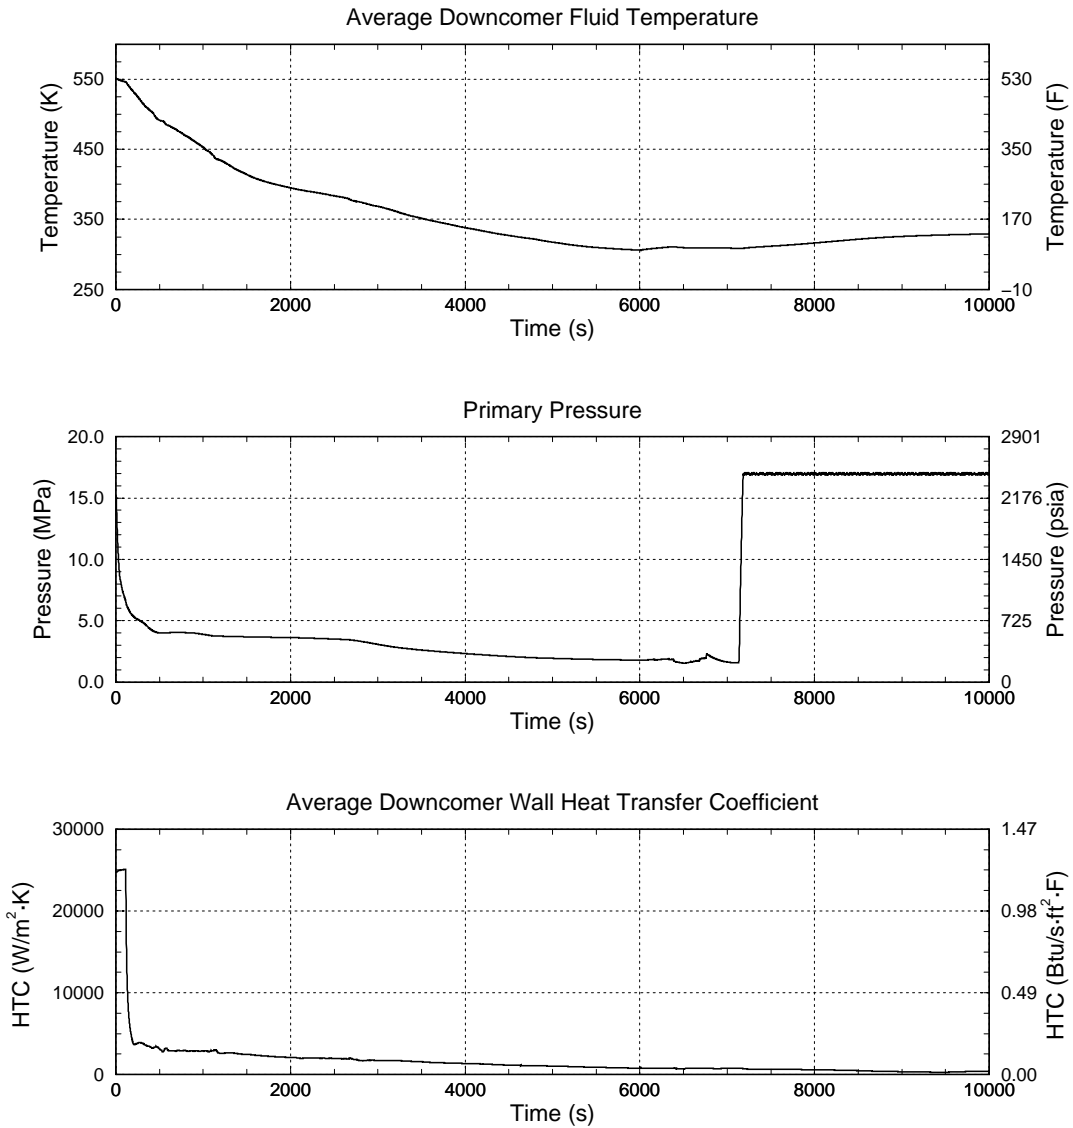 Average Downcomer Fluid Temperature
Temperature (K)
550
450
350
250
530
350
170
−10
Temperature (F)
0 2000 4000 6000 8000 10000
Time (s)
Primary Pressure
Pressure (MPa)
20.0
15.0
10.0
5.0
0.0
2901
2176
1450
725
0
Pressure (psia)
0 2000 4000 6000 8000 10000
Time (s)
Average Downcomer Wall Heat Transfer Coefficient
HTC (W/m²·K)
30000
20000
10000
0
1.47
0.98
0.49
0.00
HTC (Btu/s·ft²·F)
0 2000 4000 6000 8000 10000
Time (s)